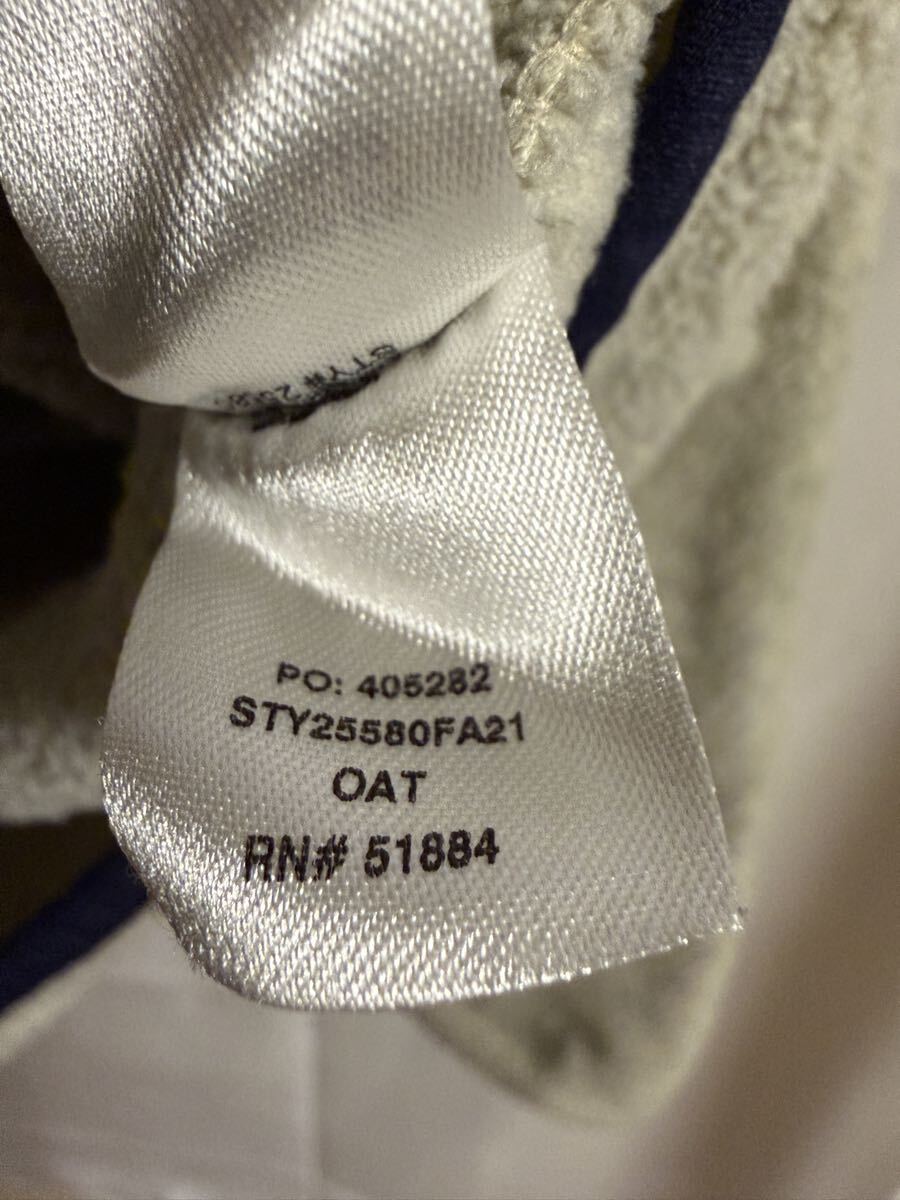 PO: 405282
STY25580FA21
OAT
RN# 51884